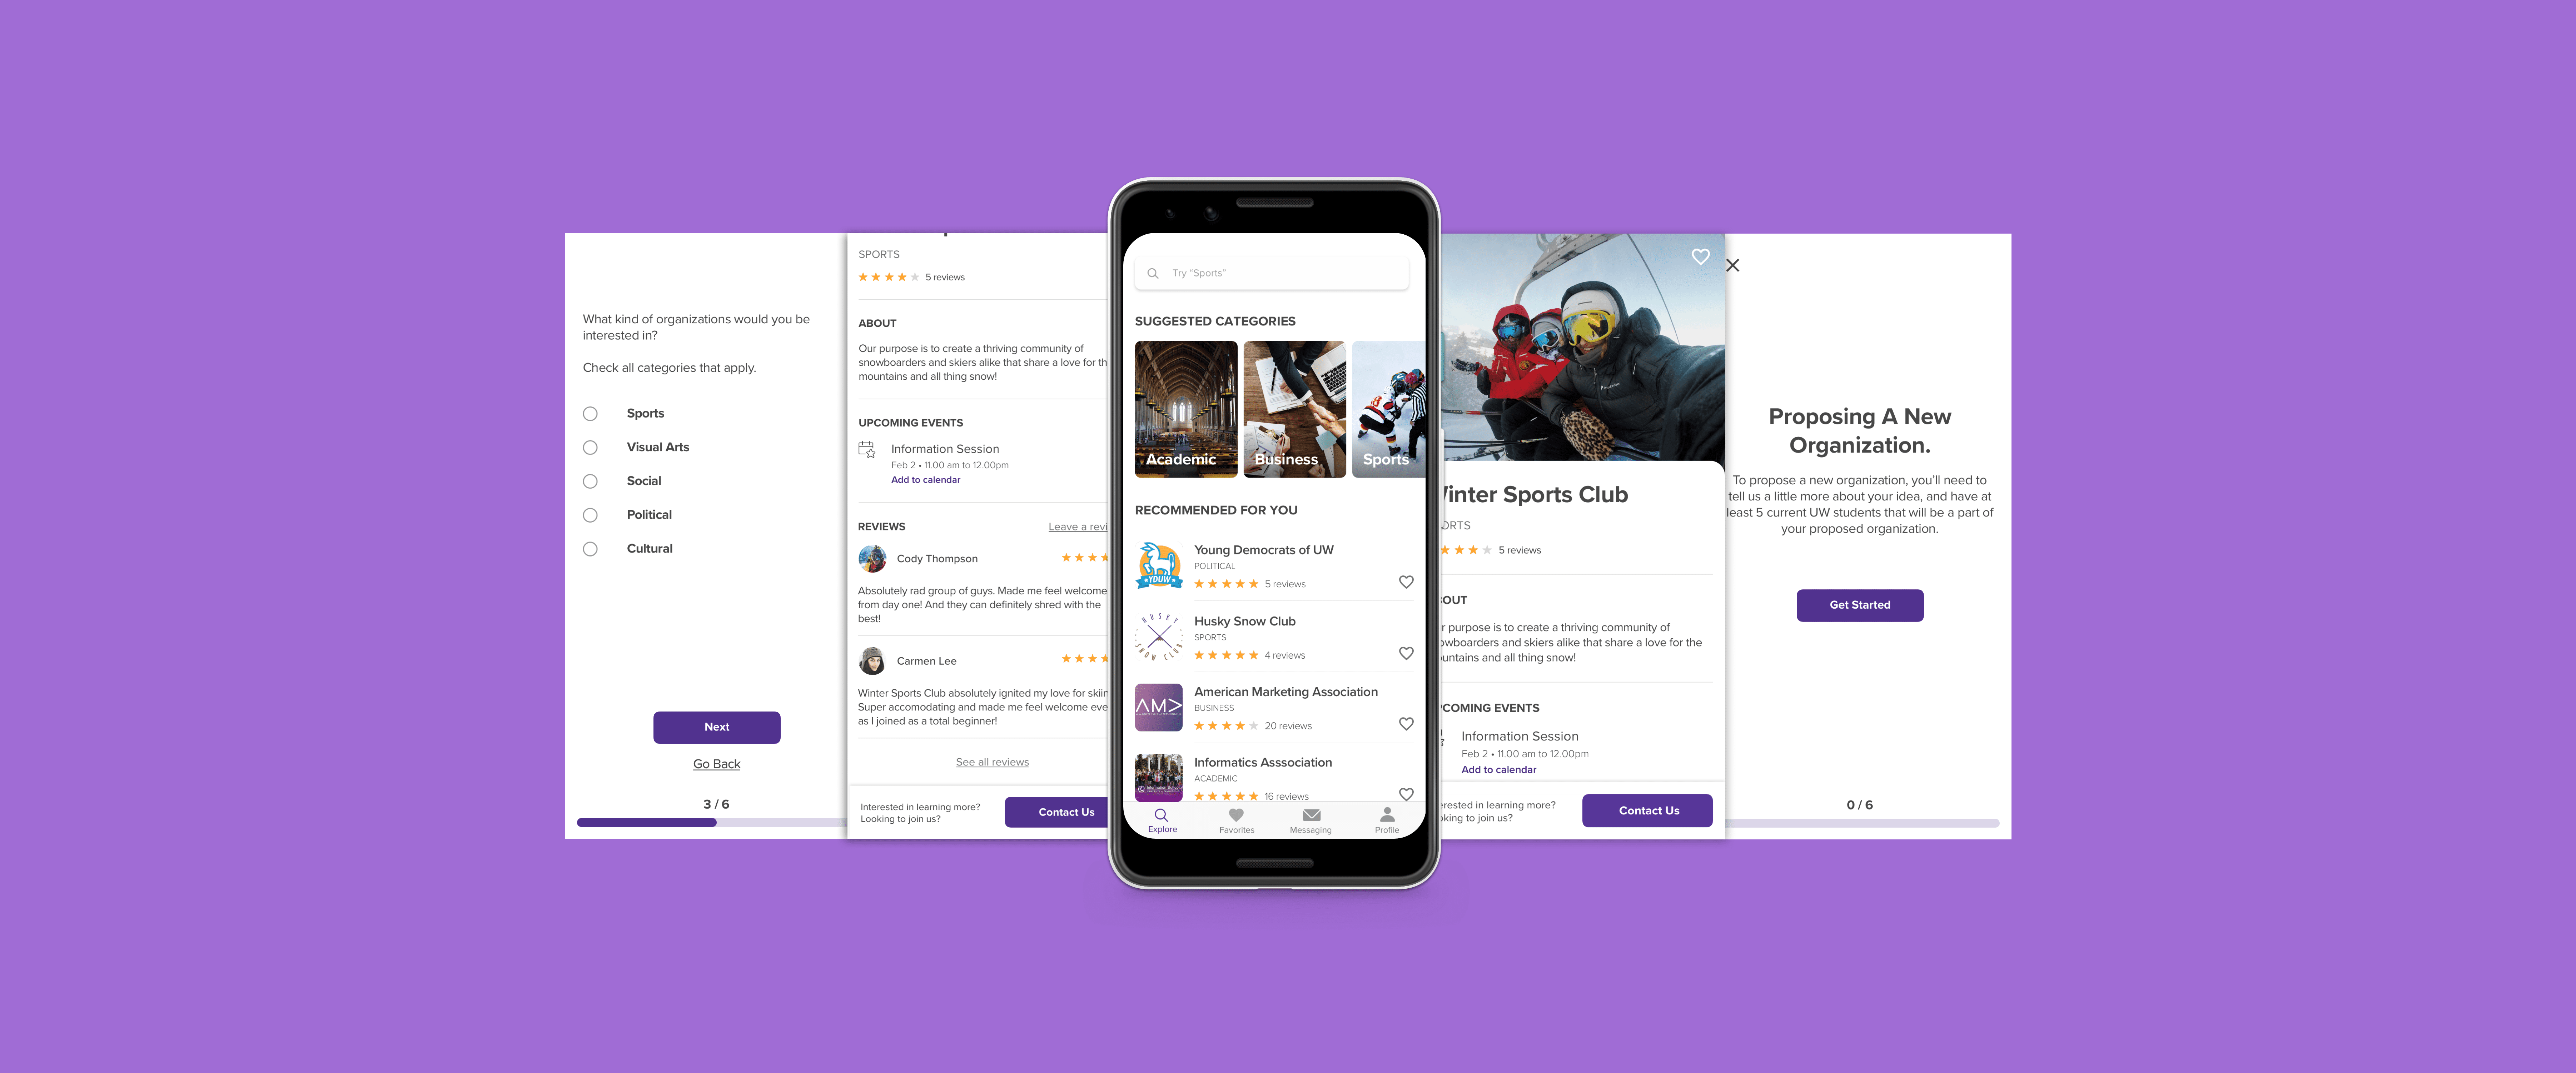 What kind of organizations would you be
interested in?
Check all categories that apply.
Sports
Visual Arts
Social
Political
Cultural
Next
Go Back
3 / 6
SPORTS
5 reviews
ABOUT
Our purpose is to create a thriving community of
snowboarders and skiers alike that share a love for th
mountains and all thing snow!
UPCOMING EVENTS
Information Session
Feb 2 • 11.00 am to 12.00pm
Add to calendar
REVIEWS
Leave a revi
Cody Thompson
Absolutely rad group of guys. Made me feel welcome
from day one! And they can definitely shred with the
best!
Carmen Lee
Winter Sports Club absolutely ignited my love for skiin
Super accomodating and made me feel welcome eve
as I joined as a total beginner!
See all reviews
Interested in learning more?
Looking to join us?
Contact Us
Try "Sports"
SUGGESTED CATEGORIES
Academic
Business
Sports
RECOMMENDED FOR YOU
YDUW
Young Democrats of UW
POLITICAL
5 reviews
HUSKY
SNOW CLUB
Husky Snow Club
SPORTS
4 reviews
AMA
American Marketing Association
BUSINESS
20 reviews
Informatics Asssociation
ACADEMIC
16 reviews
Explore
Favorites
Messaging
Profile
inter Sports Club
ORTS
5 reviews
OUT
r purpose is to create a thriving community of
owboarders and skiers alike that share a love for the
untains and all thing snow!
COMING EVENTS
Information Session
Feb 2 • 11.00 am to 12.00pm
Add to calendar
erested in learning more?
oking to join us?
Contact Us
Proposing A New
Organization.
To propose a new organization, you'll need to
tell us a little more about your idea, and have at
least 5 current UW students that will be a part of
your proposed organization.
Get Started
0 / 6